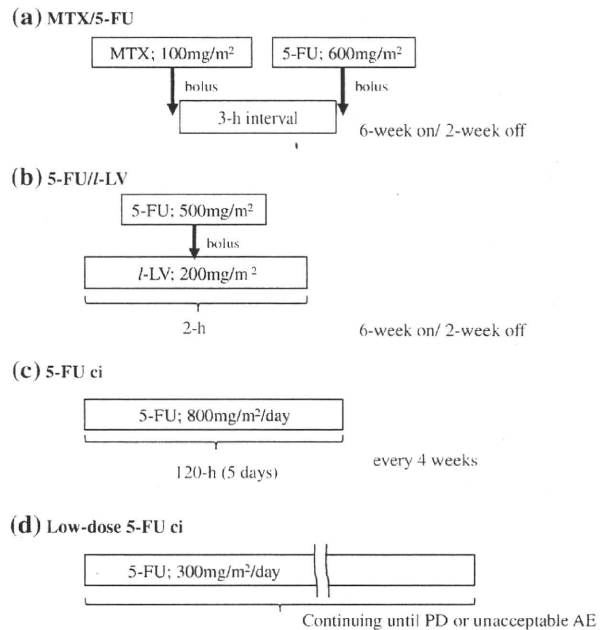 (a) MTX/5-FU
MTX; 100mg/m² 5-FU; 600mg/m²
bolus bolus
3-h interval
6-week on/ 2-week off
(b) 5-FU/l-LV
5-FU; 500mg/m²
bolus
l-LV; 200mg/m²
2-h
6-week on/ 2-week off
(c) 5-FU ci
5-FU; 800mg/m²/day
120-h (5 days)
every 4 weeks
(d) Low-dose 5-FU ci
5-FU; 300mg/m²/day
Continuing until PD or unacceptable AE